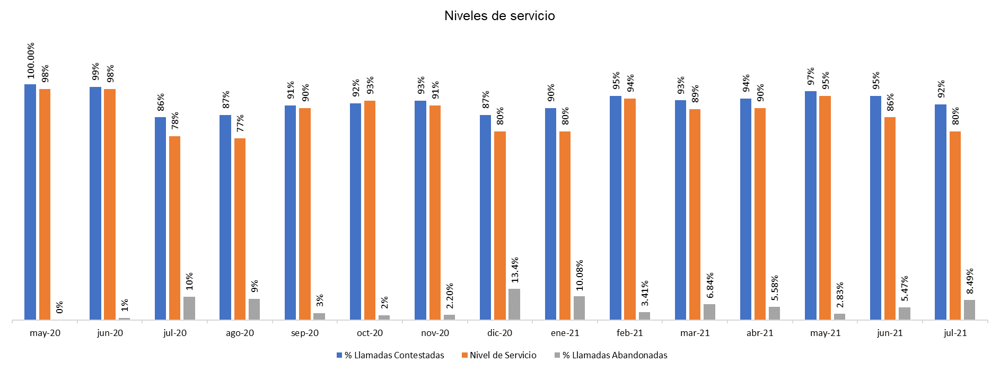 Niveles de servicio
100.00% 98% 0%
99% 98% 1%
86% 78% 10%
87% 77% 9%
91% 90% 3%
92% 93% 2%
93% 91% 2.20%
87% 80% 13.4%
90% 80% 10.08%
95% 94% 3.41%
93% 89% 6.84%
94% 90% 5.58%
97% 95% 2.83%
95% 86% 5.47%
92% 80% 8.49%
may-20 jun-20 jul-20 ago-20 sep-20 oct-20 nov-20 dic-20 ene-21 feb-21 mar-21 abr-21 may-21 jun-21 jul-21
% Llamadas Contestadas Nivel de Servicio % Llamadas Abandonadas